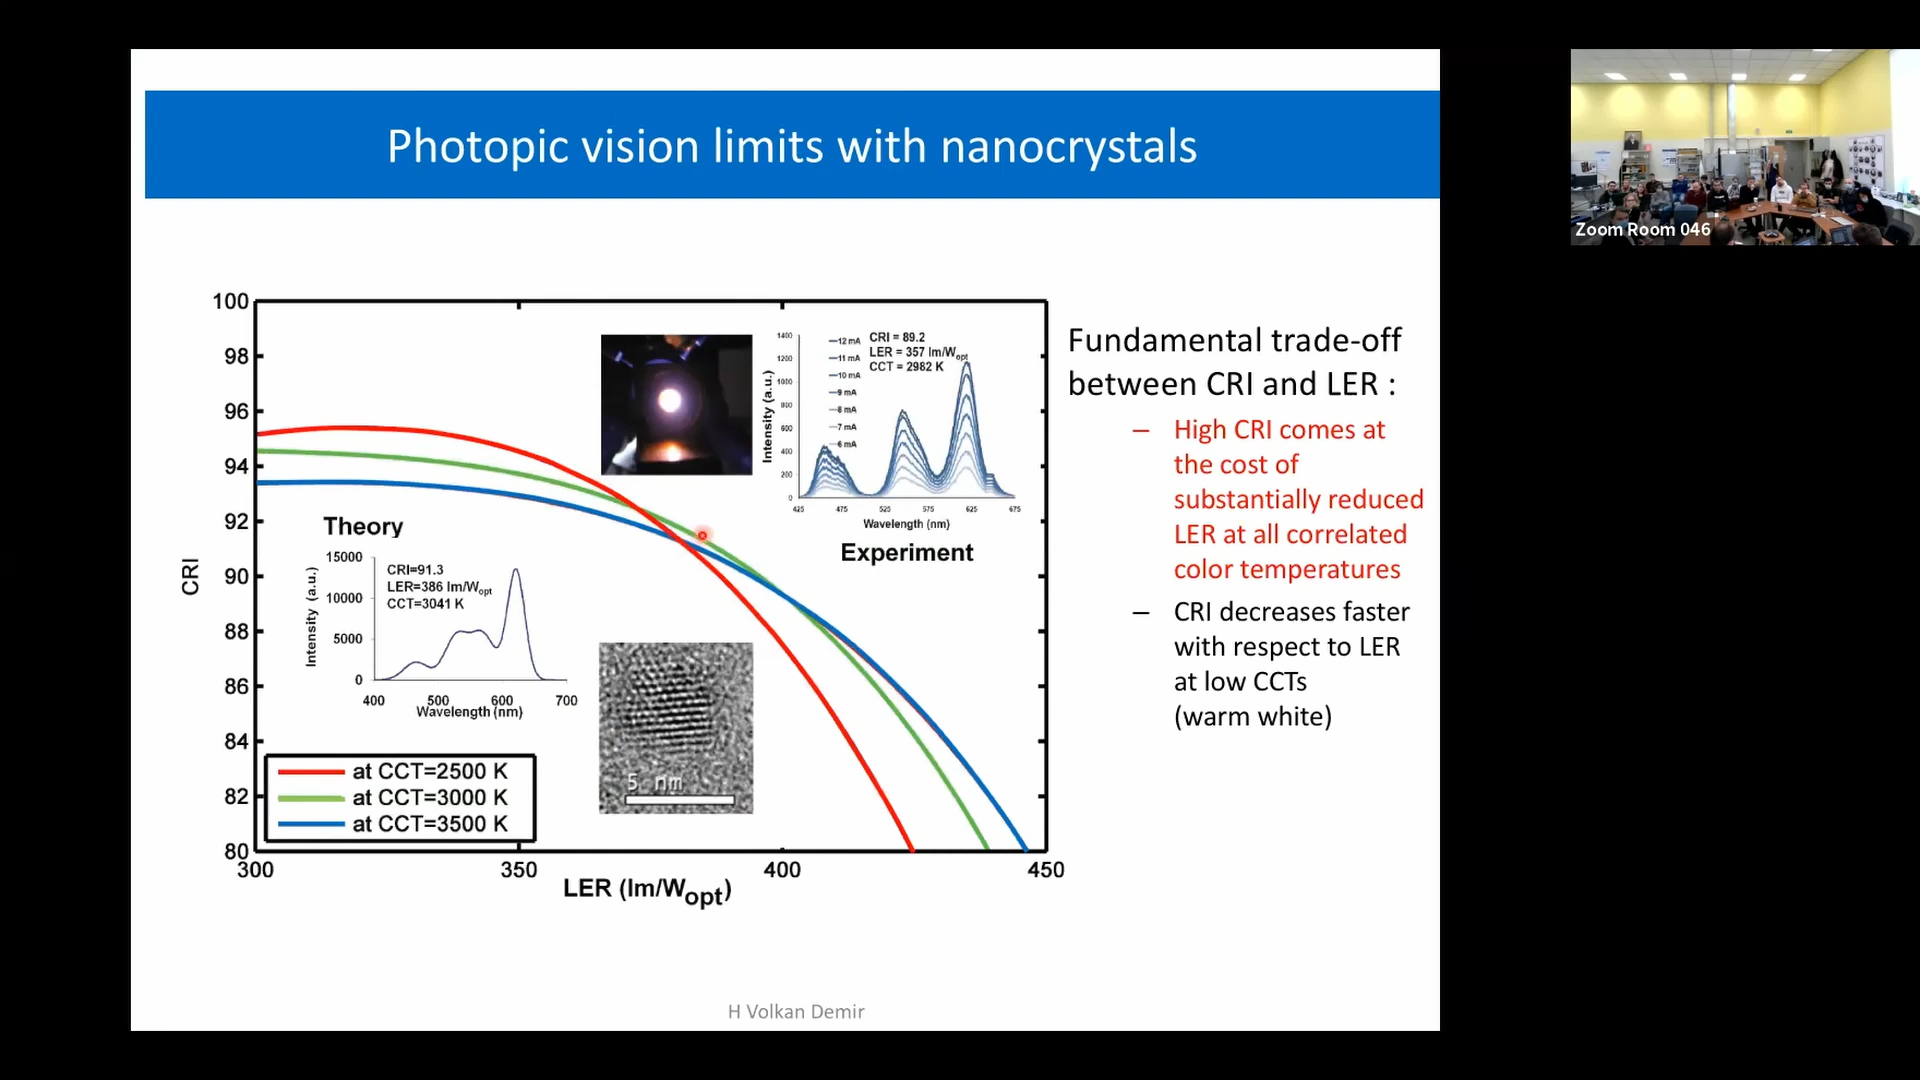 Photopic vision limits with nanocrystals
Zoom Room 046
100
98
96
94
92
90
88
86
84
82
80
CRI
300
350
400
450
LER (lm/Wopt)
Theory
15000
10000
5000
0
Intensity (a.u.)
CRI=91.3
LER=386 lm/Wopt
CCT=3041 K
400
500
600
700
Wavelength (nm)
at CCT=2500 K
at CCT=3000 K
at CCT=3500 K
5 nm
1400
1200
1000
800
600
400
200
0
Intensity (a.u.)
12 mA
11 mA
10 mA
9 mA
8 mA
7 mA
6 mA
CRI = 89.2
LER = 357 lm/Wopt
CCT = 2982 K
425
475
525
575
625
675
Wavelength (nm)
Experiment
Fundamental trade-off
between CRI and LER :
– High CRI comes at
the cost of
substantially reduced
LER at all correlated
color temperatures
– CRI decreases faster
with respect to LER
at low CCTs
(warm white)
H Volkan Demir